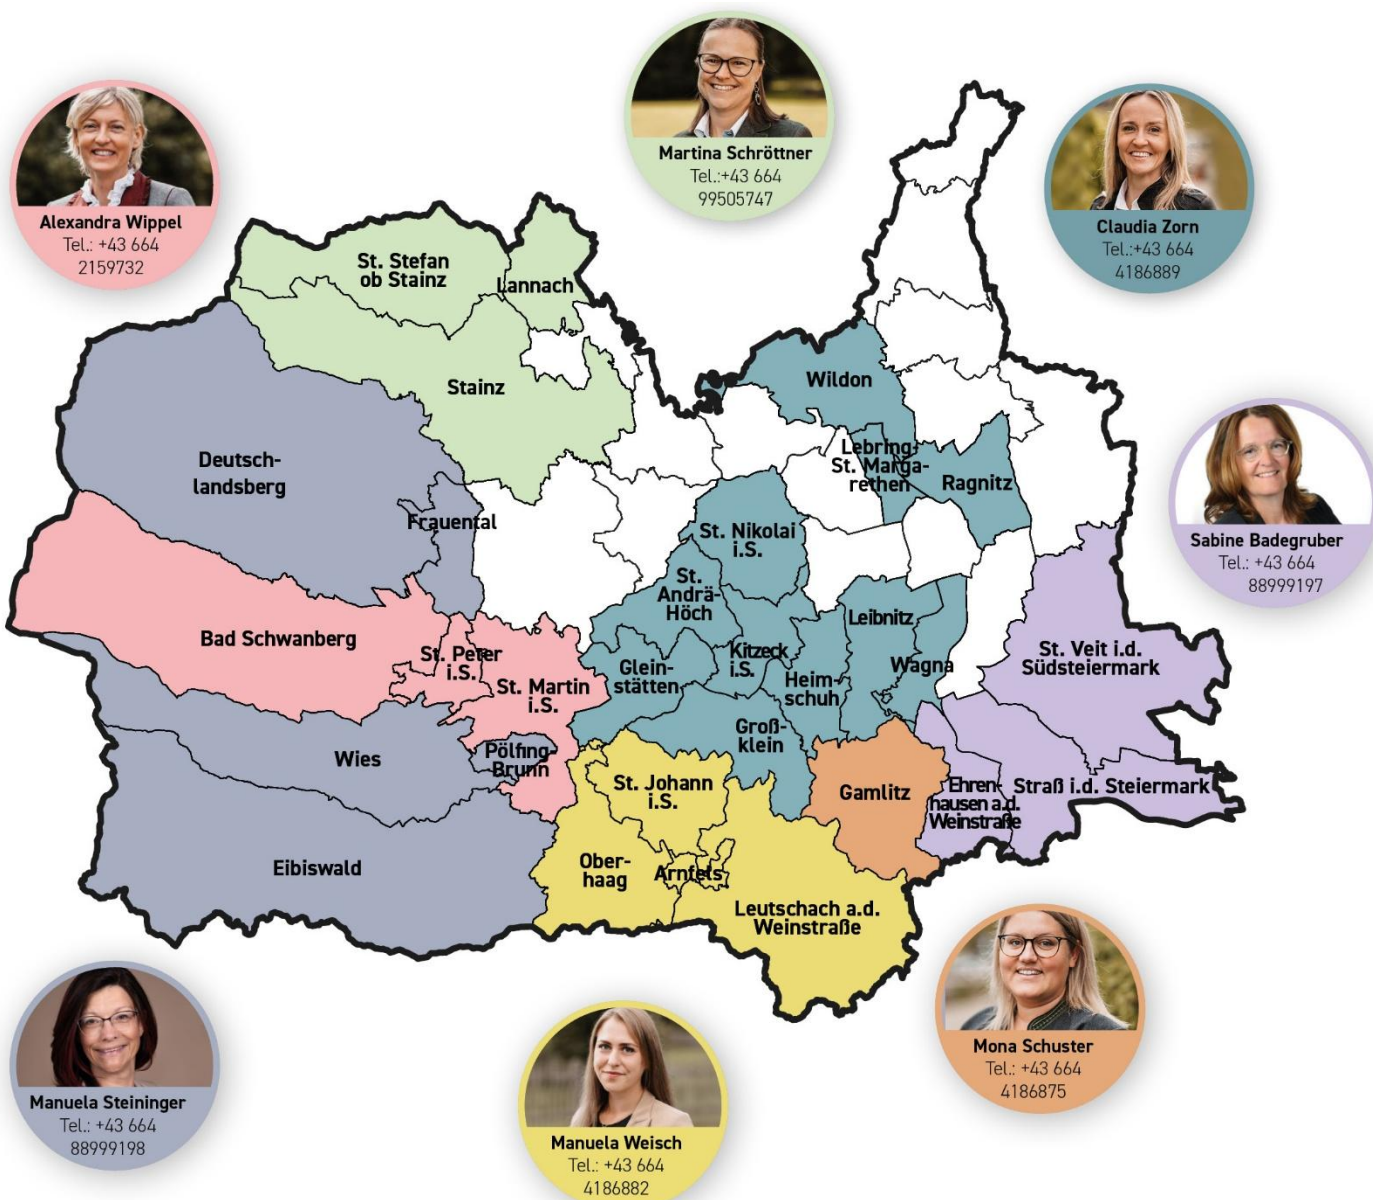 Martina Schröttner
Tel.:+43 664
99505747
Alexandra Wippel
Tel.: +43 664
2159732
Claudia Zorn
Tel.:+43 664
4186889
St. Stefan
ob Stainz
Lannach
Stainz
Wildon
Deutsch-
landsberg
Frauental
Lebring-
St. Marga-
rethen
Ragnitz
St. Nikolai
i.S.
Sabine Badegruber
Tel.: +43 664
88999197
St.
Andrä-
Höch
Leibnitz
Bad Schwanberg
St. Peter
i.S.
St. Martin
i.S.
Glein-
stätten
Kitzeck
i.S.
Heim-
schuh
Wagna
St. Veit i.d.
Südsteiermark
Groß-
klein
Wies
Pölfing-
Brunn
St. Johann
i.S.
Gamlitz
Ehren-
hausen a.d.
Weinstraße
Straß i.d. Steiermark
Eibiswald
Ober-
haag
Arnfels
Leutschach a.d.
Weinstraße
Mona Schuster
Tel.: +43 664
4186875
Manuela Steininger
Tel.: +43 664
88999198
Manuela Weisch
Tel.: +43 664
4186882